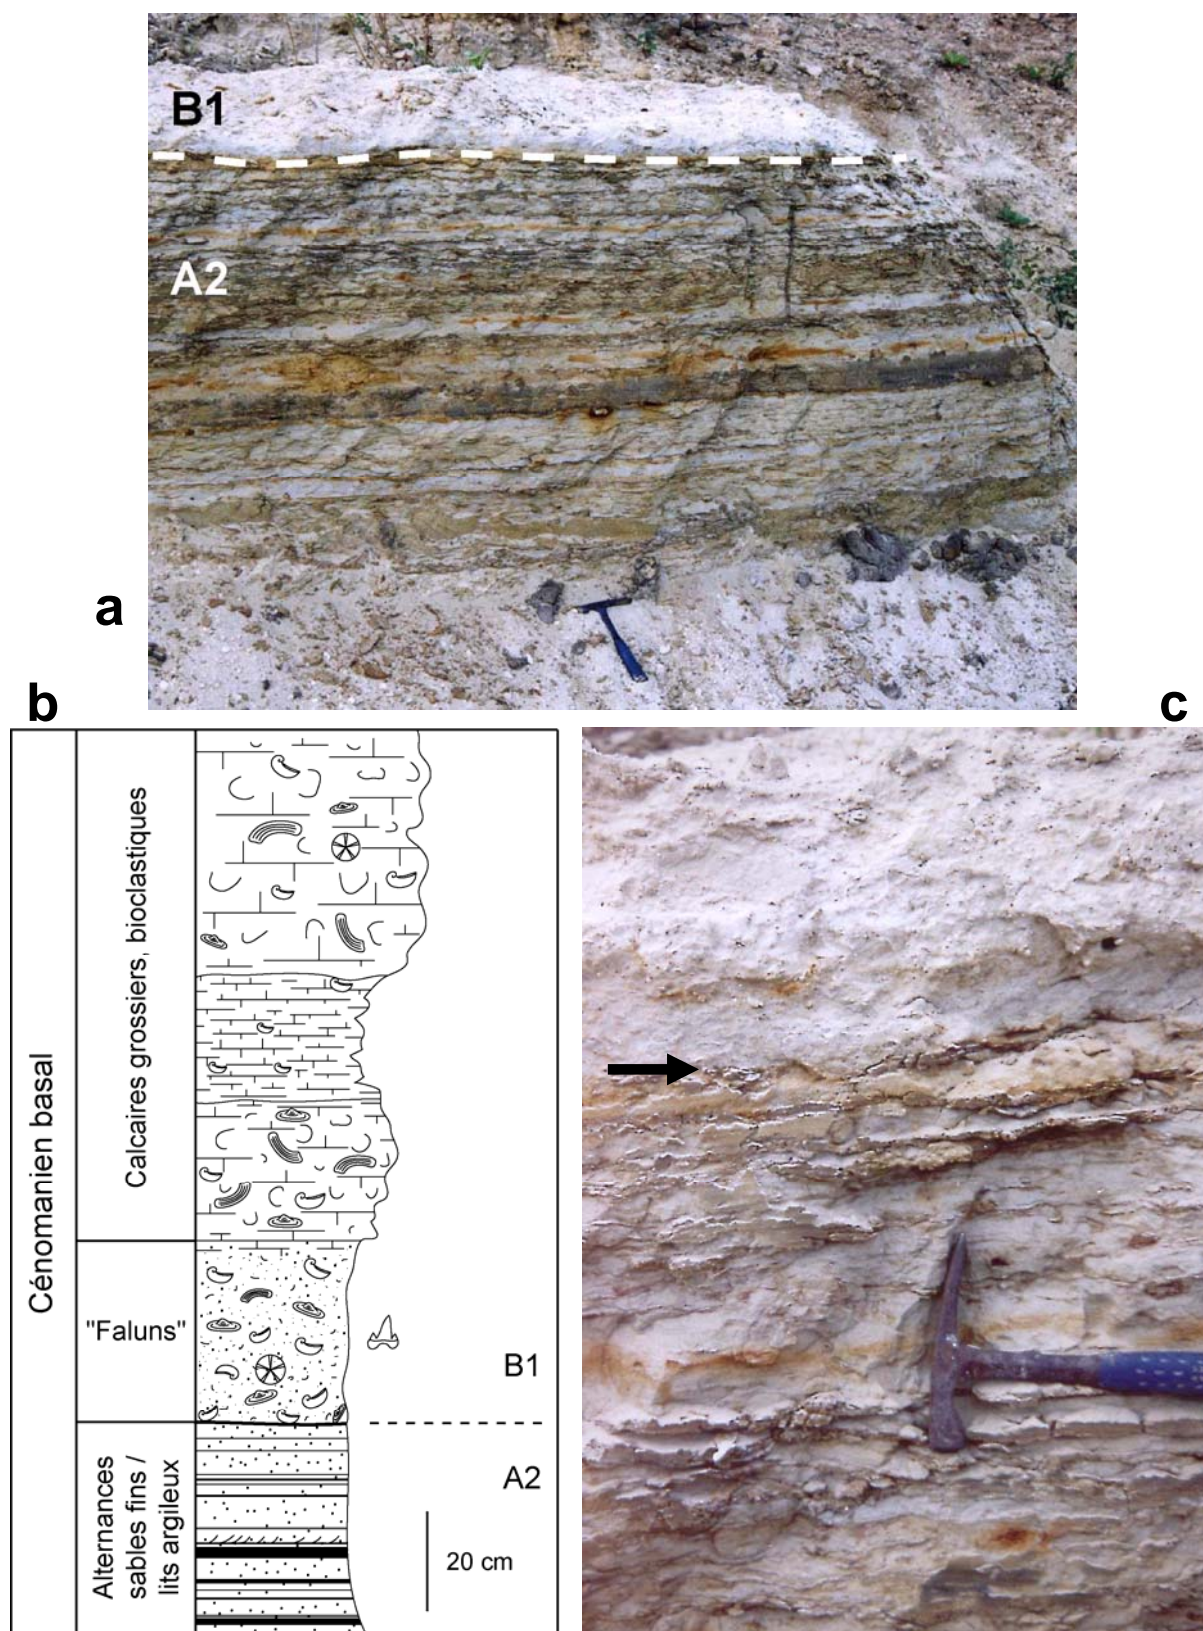 B1
A2
a
b
c
Cénomanien basal
Calcaires grossiers, bioclastiques
"Faluns"
B1
Alternances
sables fins /
lits argileux
A2
20 cm